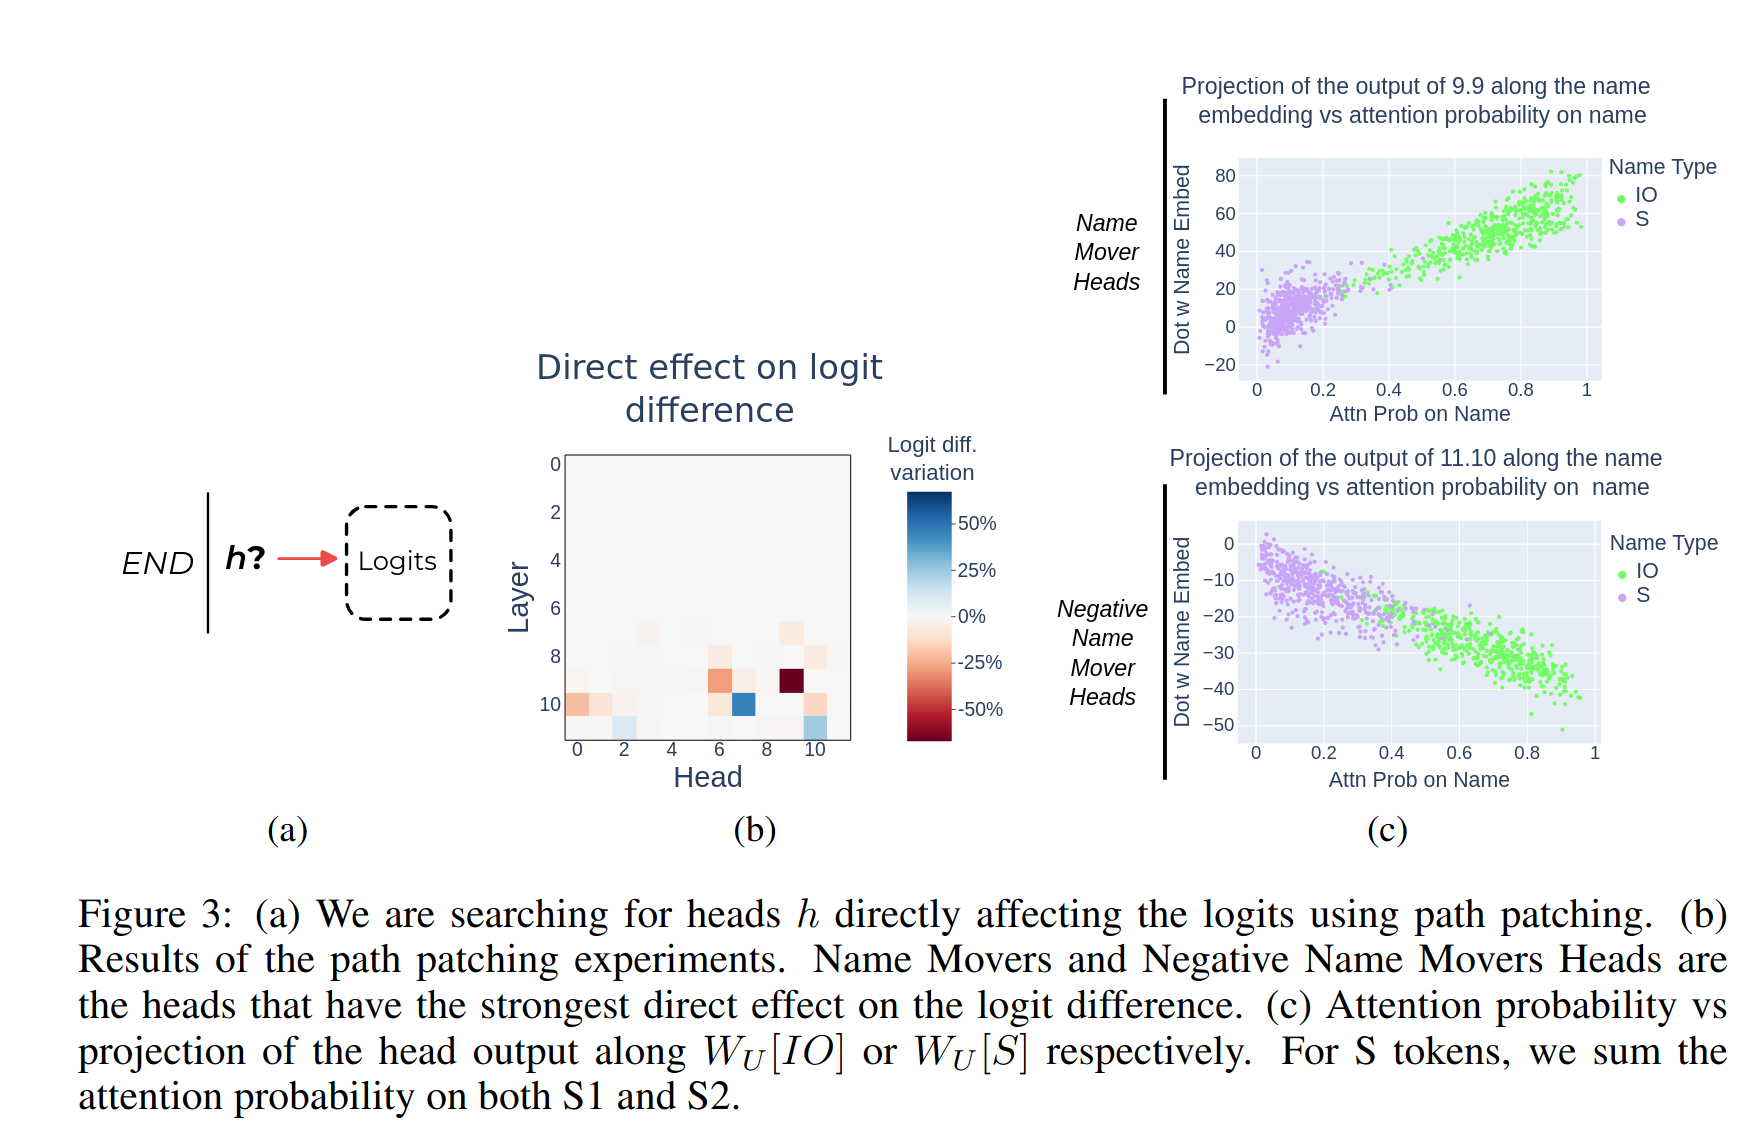 END
h?
Logits
(a)
Direct effect on logit
difference
Logit diff.
variation
Layer
0
2
4
6
8
10
0
2
4
6
8
10
Head
50%
25%
0%
-25%
-50%
(b)
Name
Mover
Heads
Projection of the output of 9.9 along the name
embedding vs attention probability on name
Dot w Name Embed
80
60
40
20
0
−20
0
0.2
0.4
0.6
0.8
1
Attn Prob on Name
Name Type
IO
S
Negative
Name
Mover
Heads
Projection of the output of 11.10 along the name
embedding vs attention probability on name
Dot w Name Embed
0
−10
−20
−30
−40
−50
0
0.2
0.4
0.6
0.8
1
Attn Prob on Name
Name Type
IO
S
(c)
Figure 3: (a) We are searching for heads h directly affecting the logits using path patching. (b)
Results of the path patching experiments. Name Movers and Negative Name Movers Heads are
the heads that have the strongest direct effect on the logit difference. (c) Attention probability vs
projection of the head output along W_U[IO] or W_U[S] respectively. For S tokens, we sum the
attention probability on both S1 and S2.